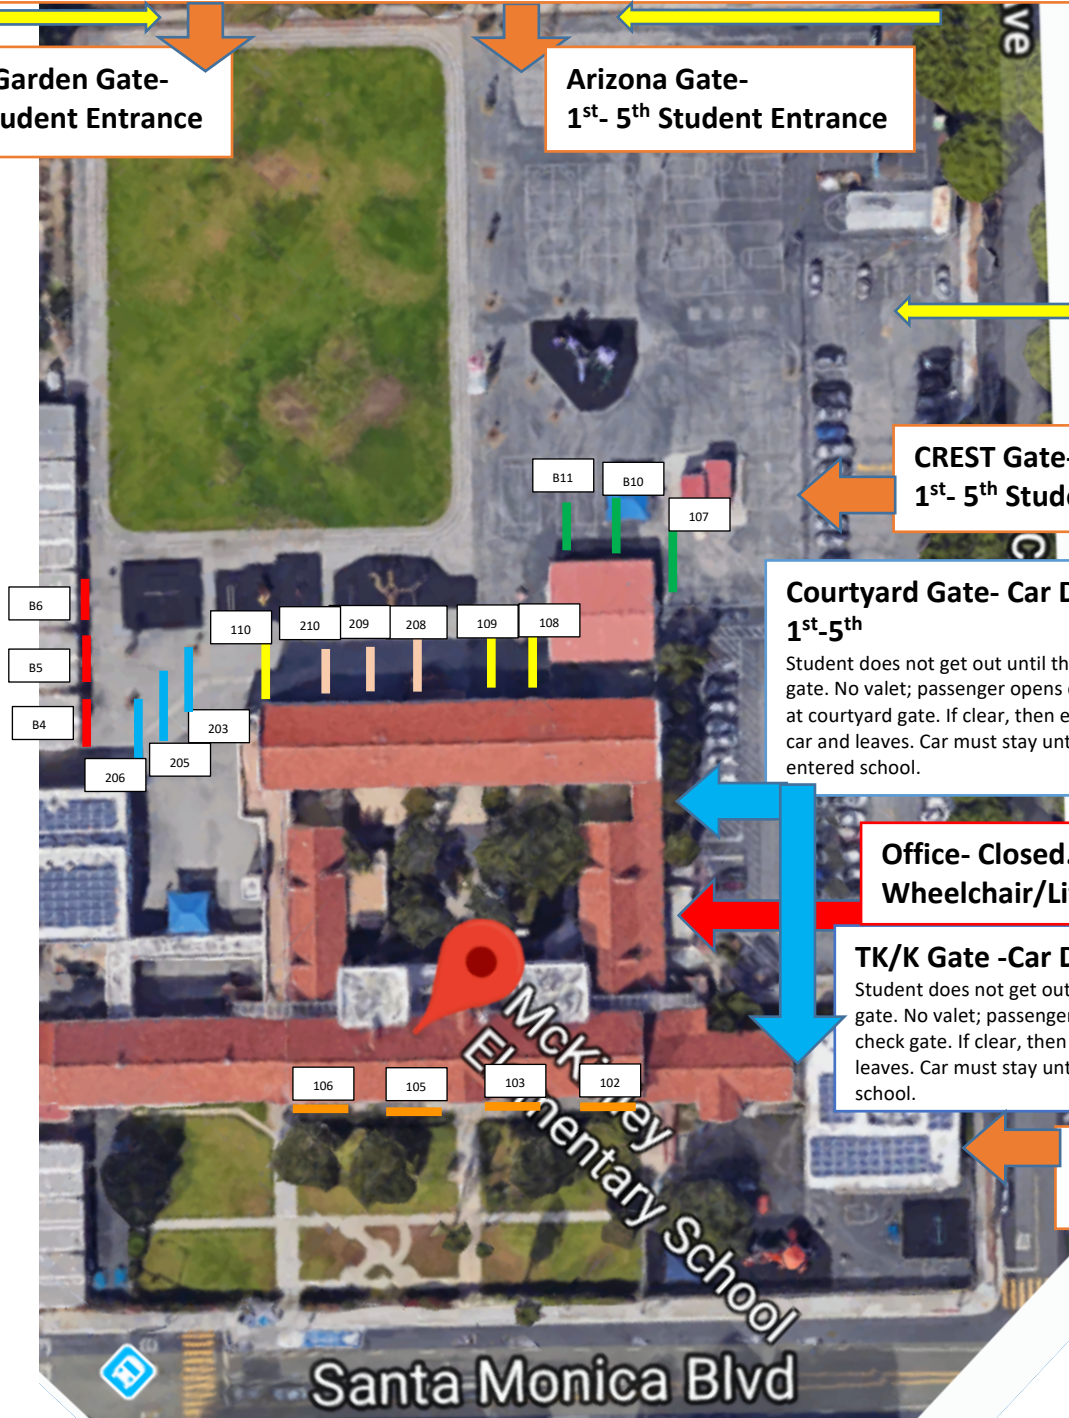 Garden Gate-
udent Entrance
Arizona Gate-
1st- 5th Student Entrance
Ave
CREST Gate-
1st- 5th Stude
C
B11
B10
107
B6
B5
B4
110
210
209
208
109
108
203
205
206
Courtyard Gate- Car D
1st-5th
Student does not get out until th
gate. No valet; passenger opens
at courtyard gate. If clear, then e
car and leaves. Car must stay unt
entered school.
Office- Closed.
Wheelchair/Li
TK/K Gate -Car D
Student does not get out
gate. No valet; passenger
check gate. If clear, then
leaves. Car must stay unt
school.
106
105
103
102
McKinley
Elementary School
Santa Monica Blvd